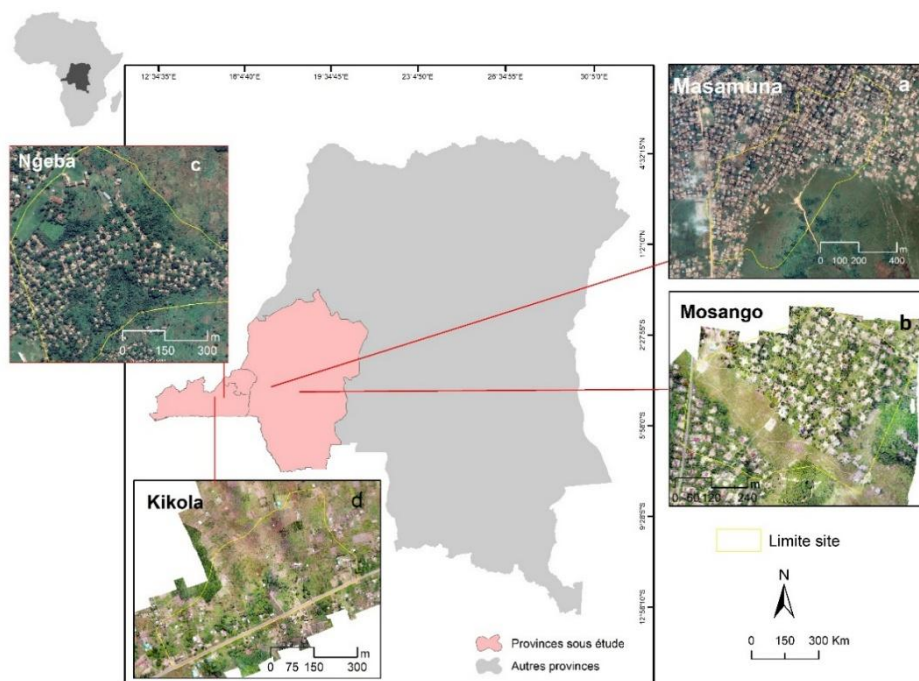 12°34'35"E 16°4'40"E 19°34'45"E 23°4'50"E 26°34'55"E 30°5'0"E
Masamuna a
0 100 200 400 m
Ngeba c
0 150 300 m
4°32'15"N
1°2'10"N
2°27'55"S
5°58'0"S
9°28'5"S
12°58'10"S
Mosango b
0 60 120 240 m
Kikola d
0 75 150 300 m
Limite site
N
0 150 300 Km
Provinces sous étude
Autres provinces